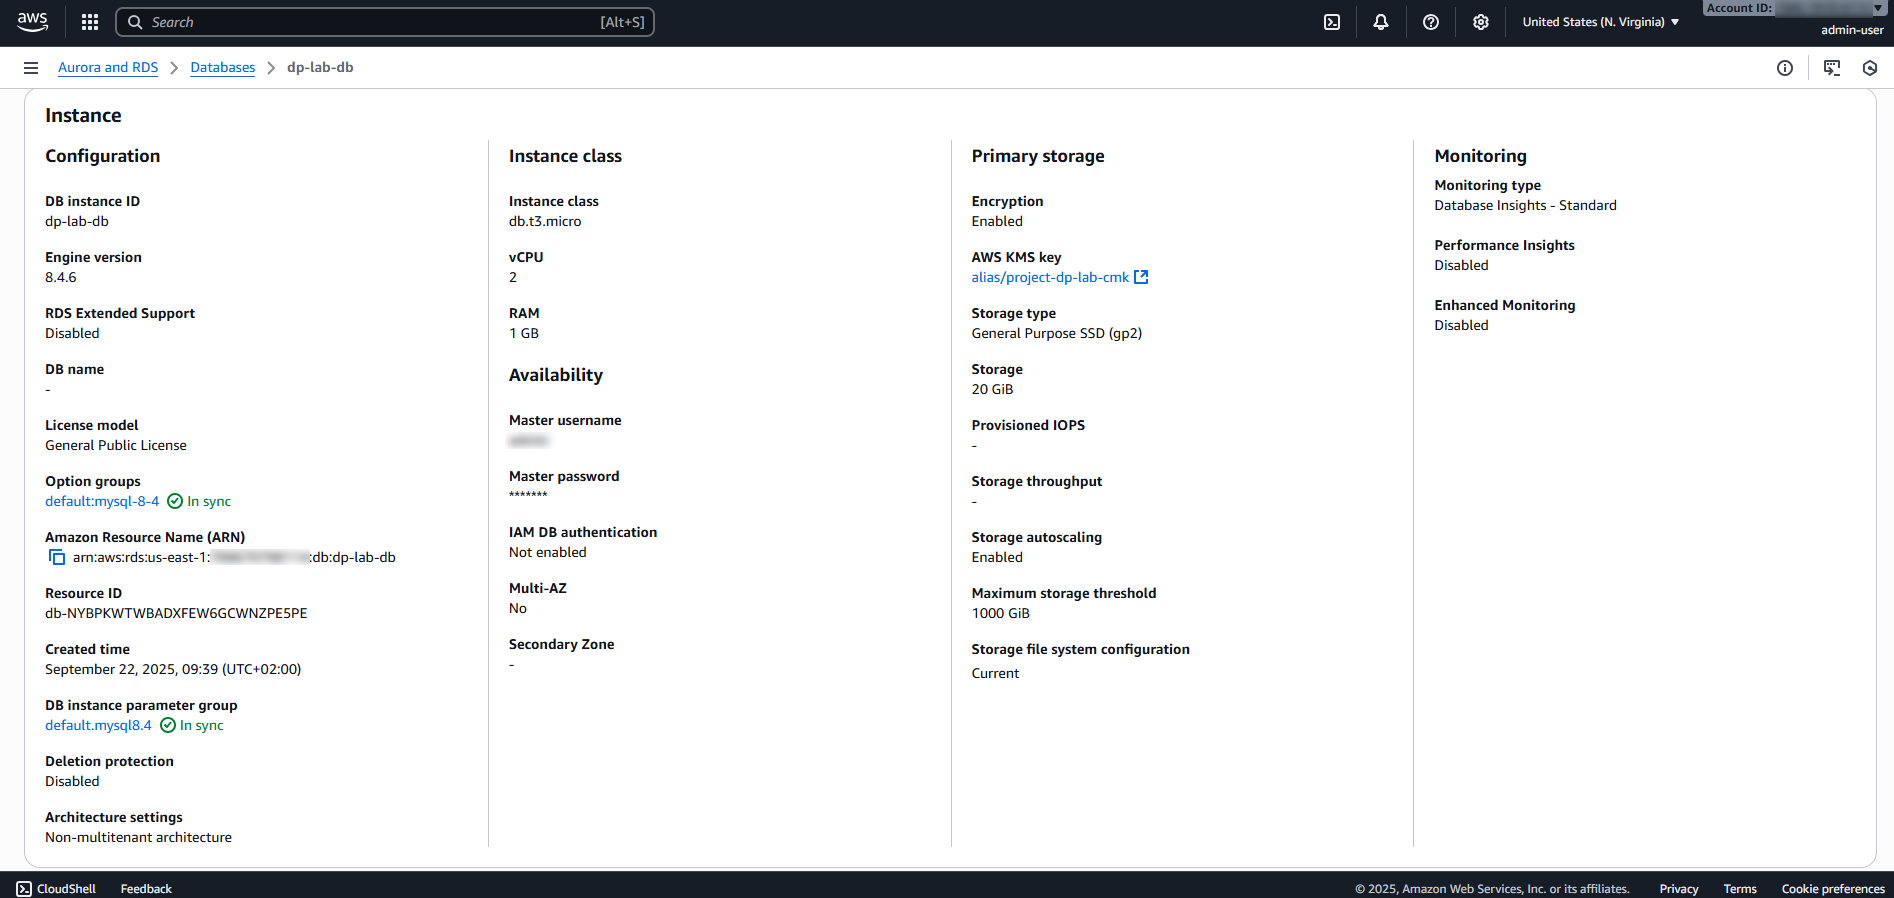 aws
Search [Alt+S]
United States (N. Virginia)
Account ID:
admin-user
Aurora and RDS > Databases > dp-lab-db
Instance
Configuration
DB instance ID
dp-lab-db
Engine version
8.4.6
RDS Extended Support
Disabled
DB name
-
License model
General Public License
Option groups
default:mysql-8-4 In sync
Amazon Resource Name (ARN)
arn:aws:rds:us-east-1: :db:dp-lab-db
Resource ID
db-NYBPKWTWBADXFEW6GCWNZPE5PE
Created time
September 22, 2025, 09:39 (UTC+02:00)
DB instance parameter group
default.mysql8.4 In sync
Deletion protection
Disabled
Architecture settings
Non-multitenant architecture
Instance class
Instance class
db.t3.micro
vCPU
2
RAM
1 GB
Availability
Master username
Master password
*******
IAM DB authentication
Not enabled
Multi-AZ
No
Secondary Zone
-
Primary storage
Encryption
Enabled
AWS KMS key
alias/project-dp-lab-cmk
Storage type
General Purpose SSD (gp2)
Storage
20 GiB
Provisioned IOPS
-
Storage throughput
-
Storage autoscaling
Enabled
Maximum storage threshold
1000 GiB
Storage file system configuration
Current
Monitoring
Monitoring type
Database Insights - Standard
Performance Insights
Disabled
Enhanced Monitoring
Disabled
CloudShell Feedback © 2025, Amazon Web Services, Inc. or its affiliates. Privacy Terms Cookie preferences